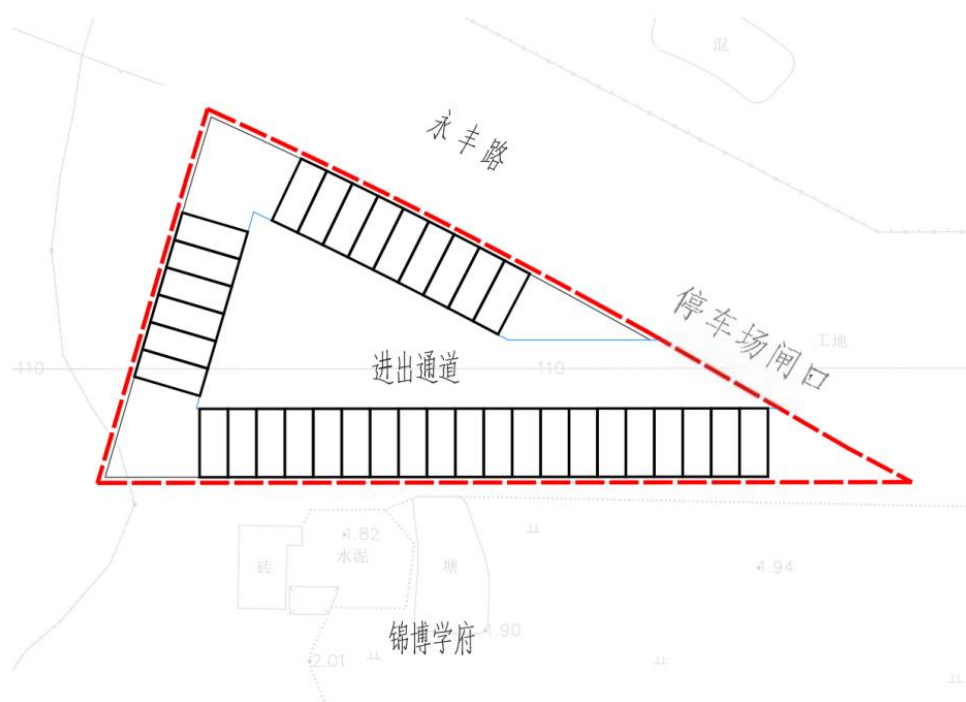 混
永丰路
停车场闸口
工地
110
进出通道
110
1.82
水泥
砖
塘
1.94
锦博学府
1.90
2.01